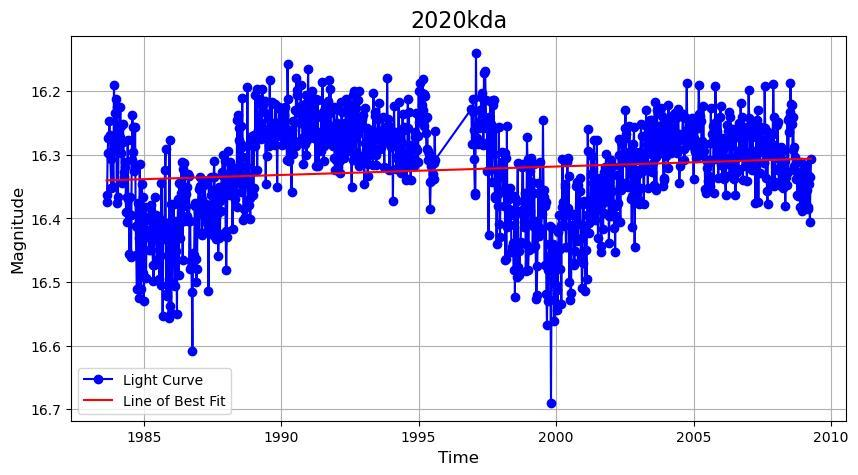 2020kda
Magnitude
16.2
16.3
16.4
16.5
16.6
16.7
Light Curve
Line of Best Fit
1985
1990
1995
2000
2005
2010
Time